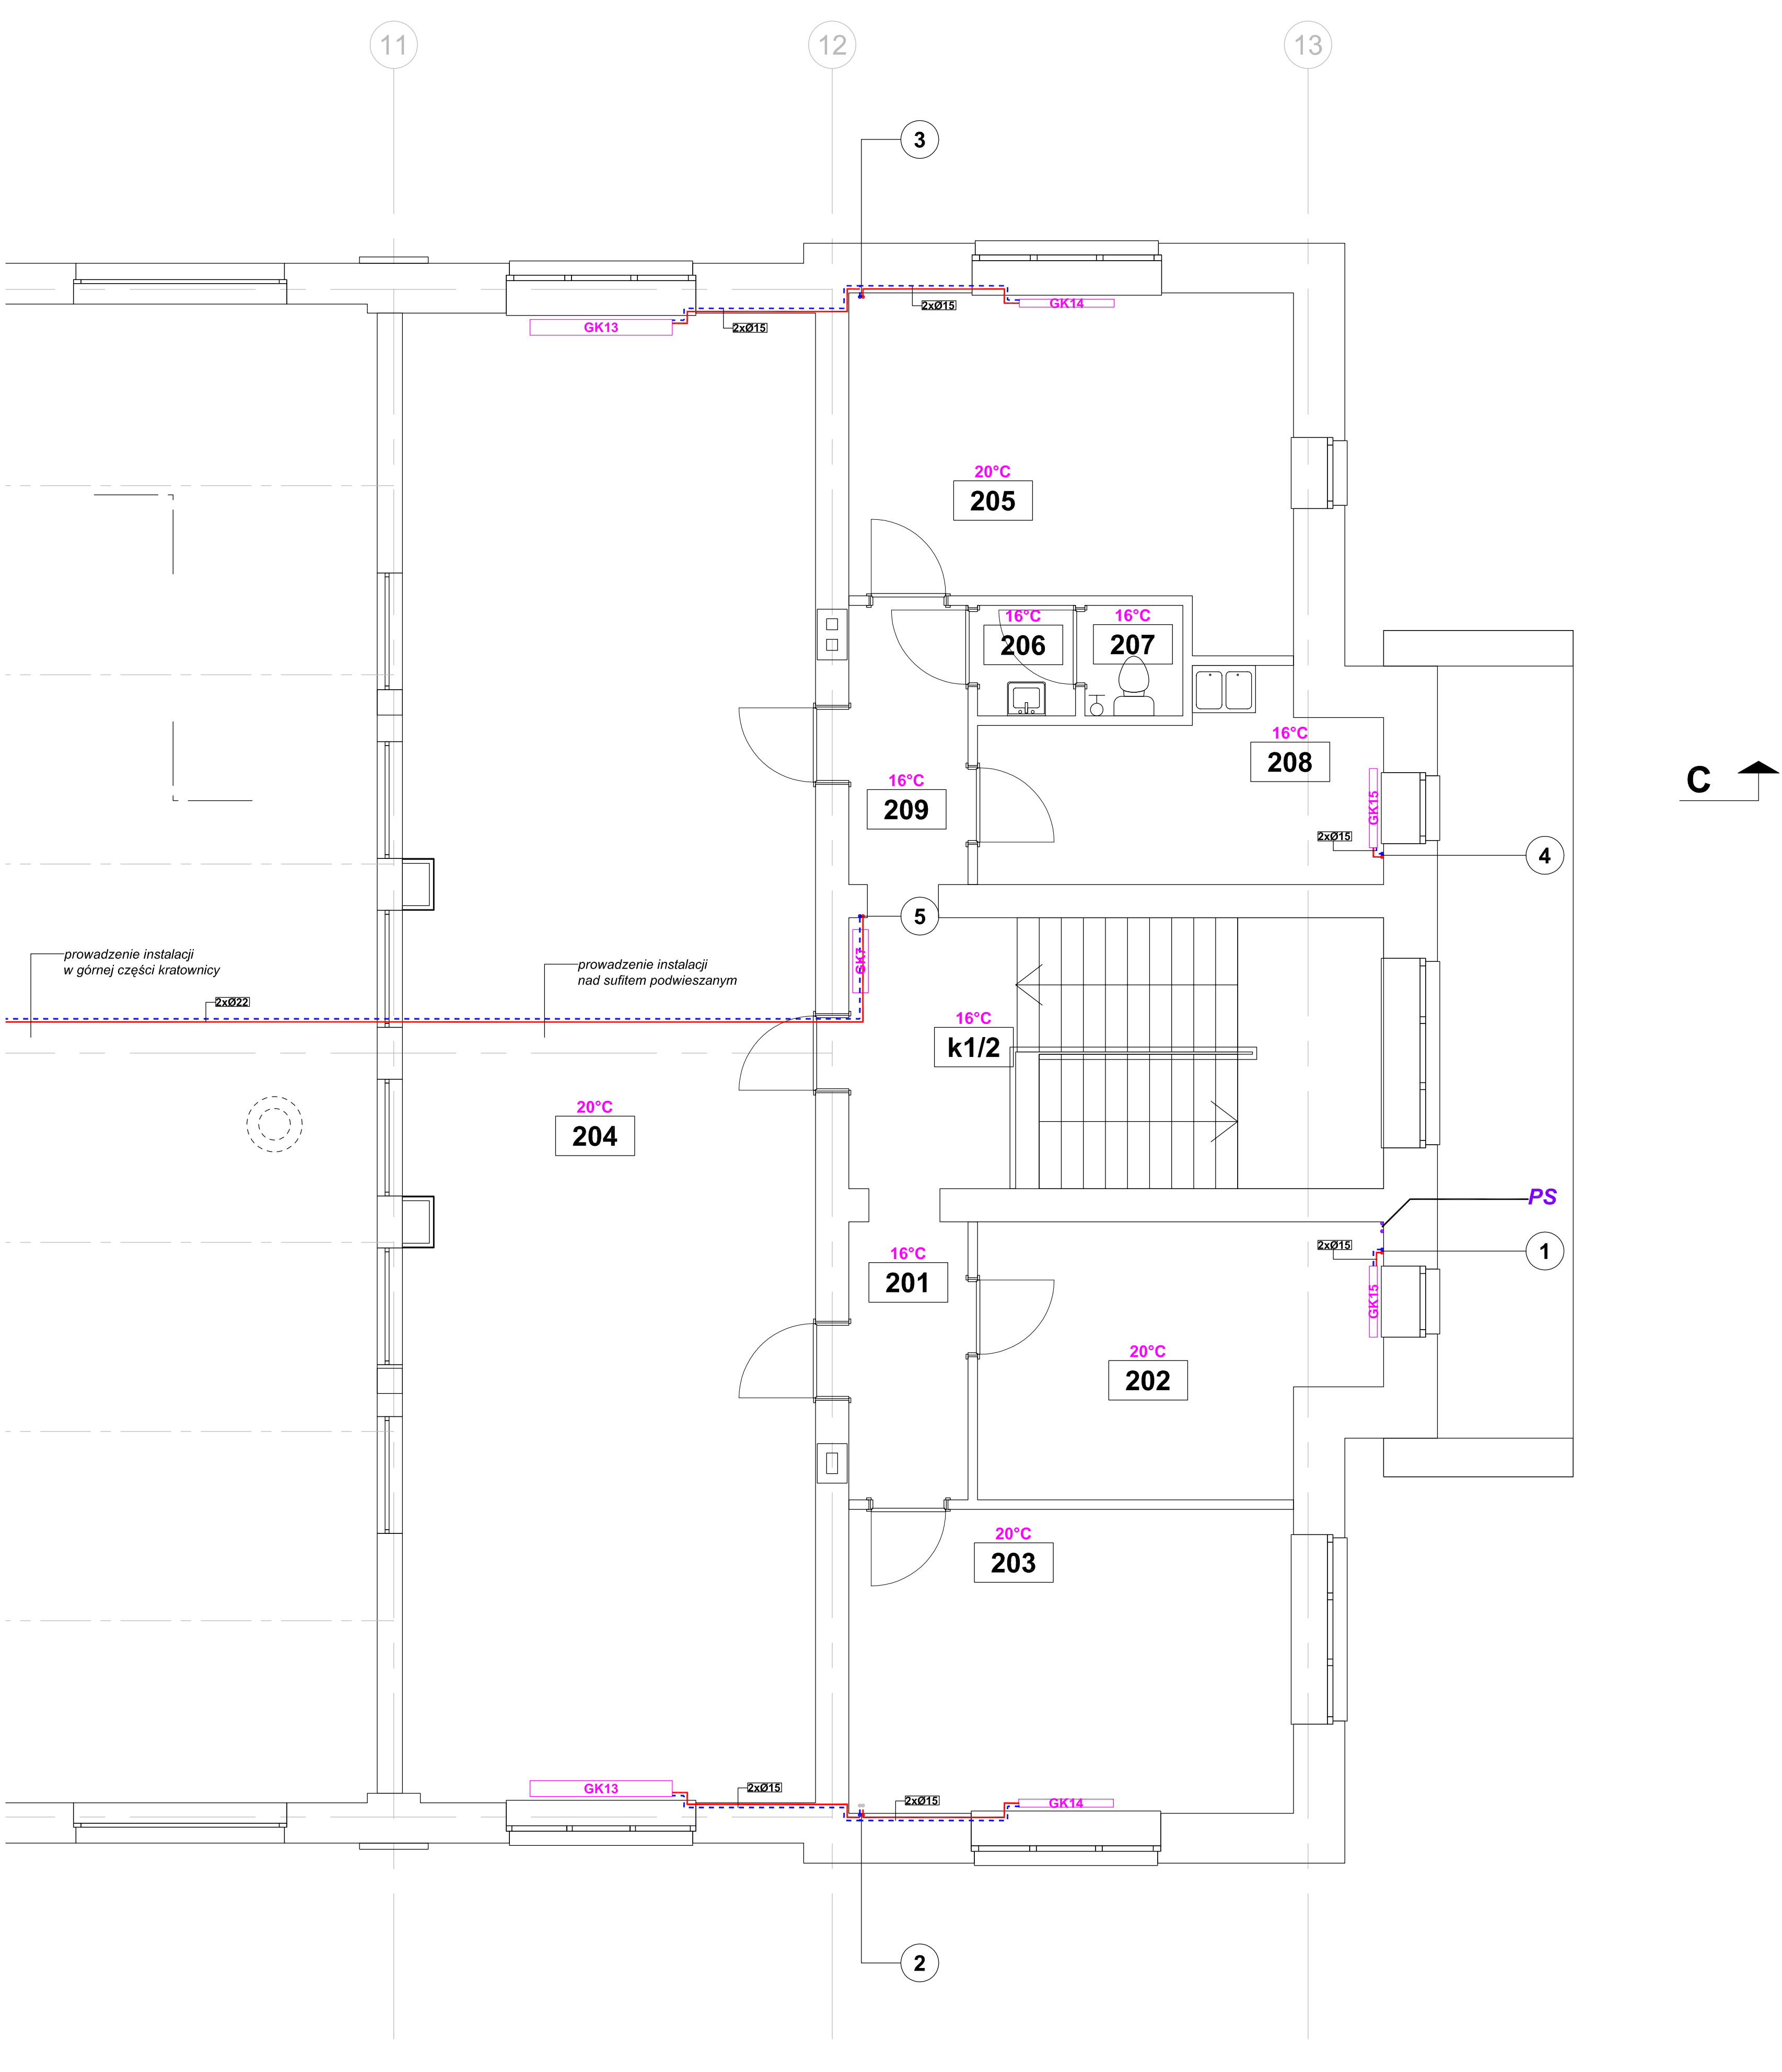 11
12
13
3
GK13
2xØ15
2xØ15
GK14
20°C
205
16°C
206
16°C
207
16°C
208
16°C
209
GK15
2xØ15
C
4
5
GK7
prowadzenie instalacji
w górnej części kratownicy
prowadzenie instalacji
nad sufitem podwieszanym
2xØ22
16°C
k1/2
20°C
204
PS
2xØ15
1
16°C
201
GK15
20°C
202
20°C
203
GK13
2xØ15
2xØ15
GK14
2